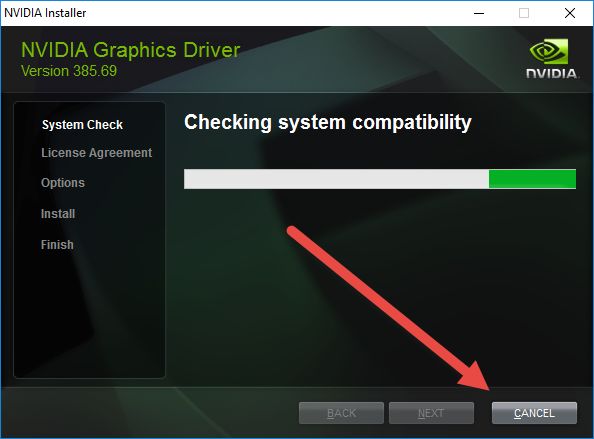 NVIDIA Installer
NVIDIA Graphics Driver
Version 385.69
NVIDIA.
System Check
License Agreement
Options
Install
Finish
Checking system compatibility
BACK
NEXT
CANCEL